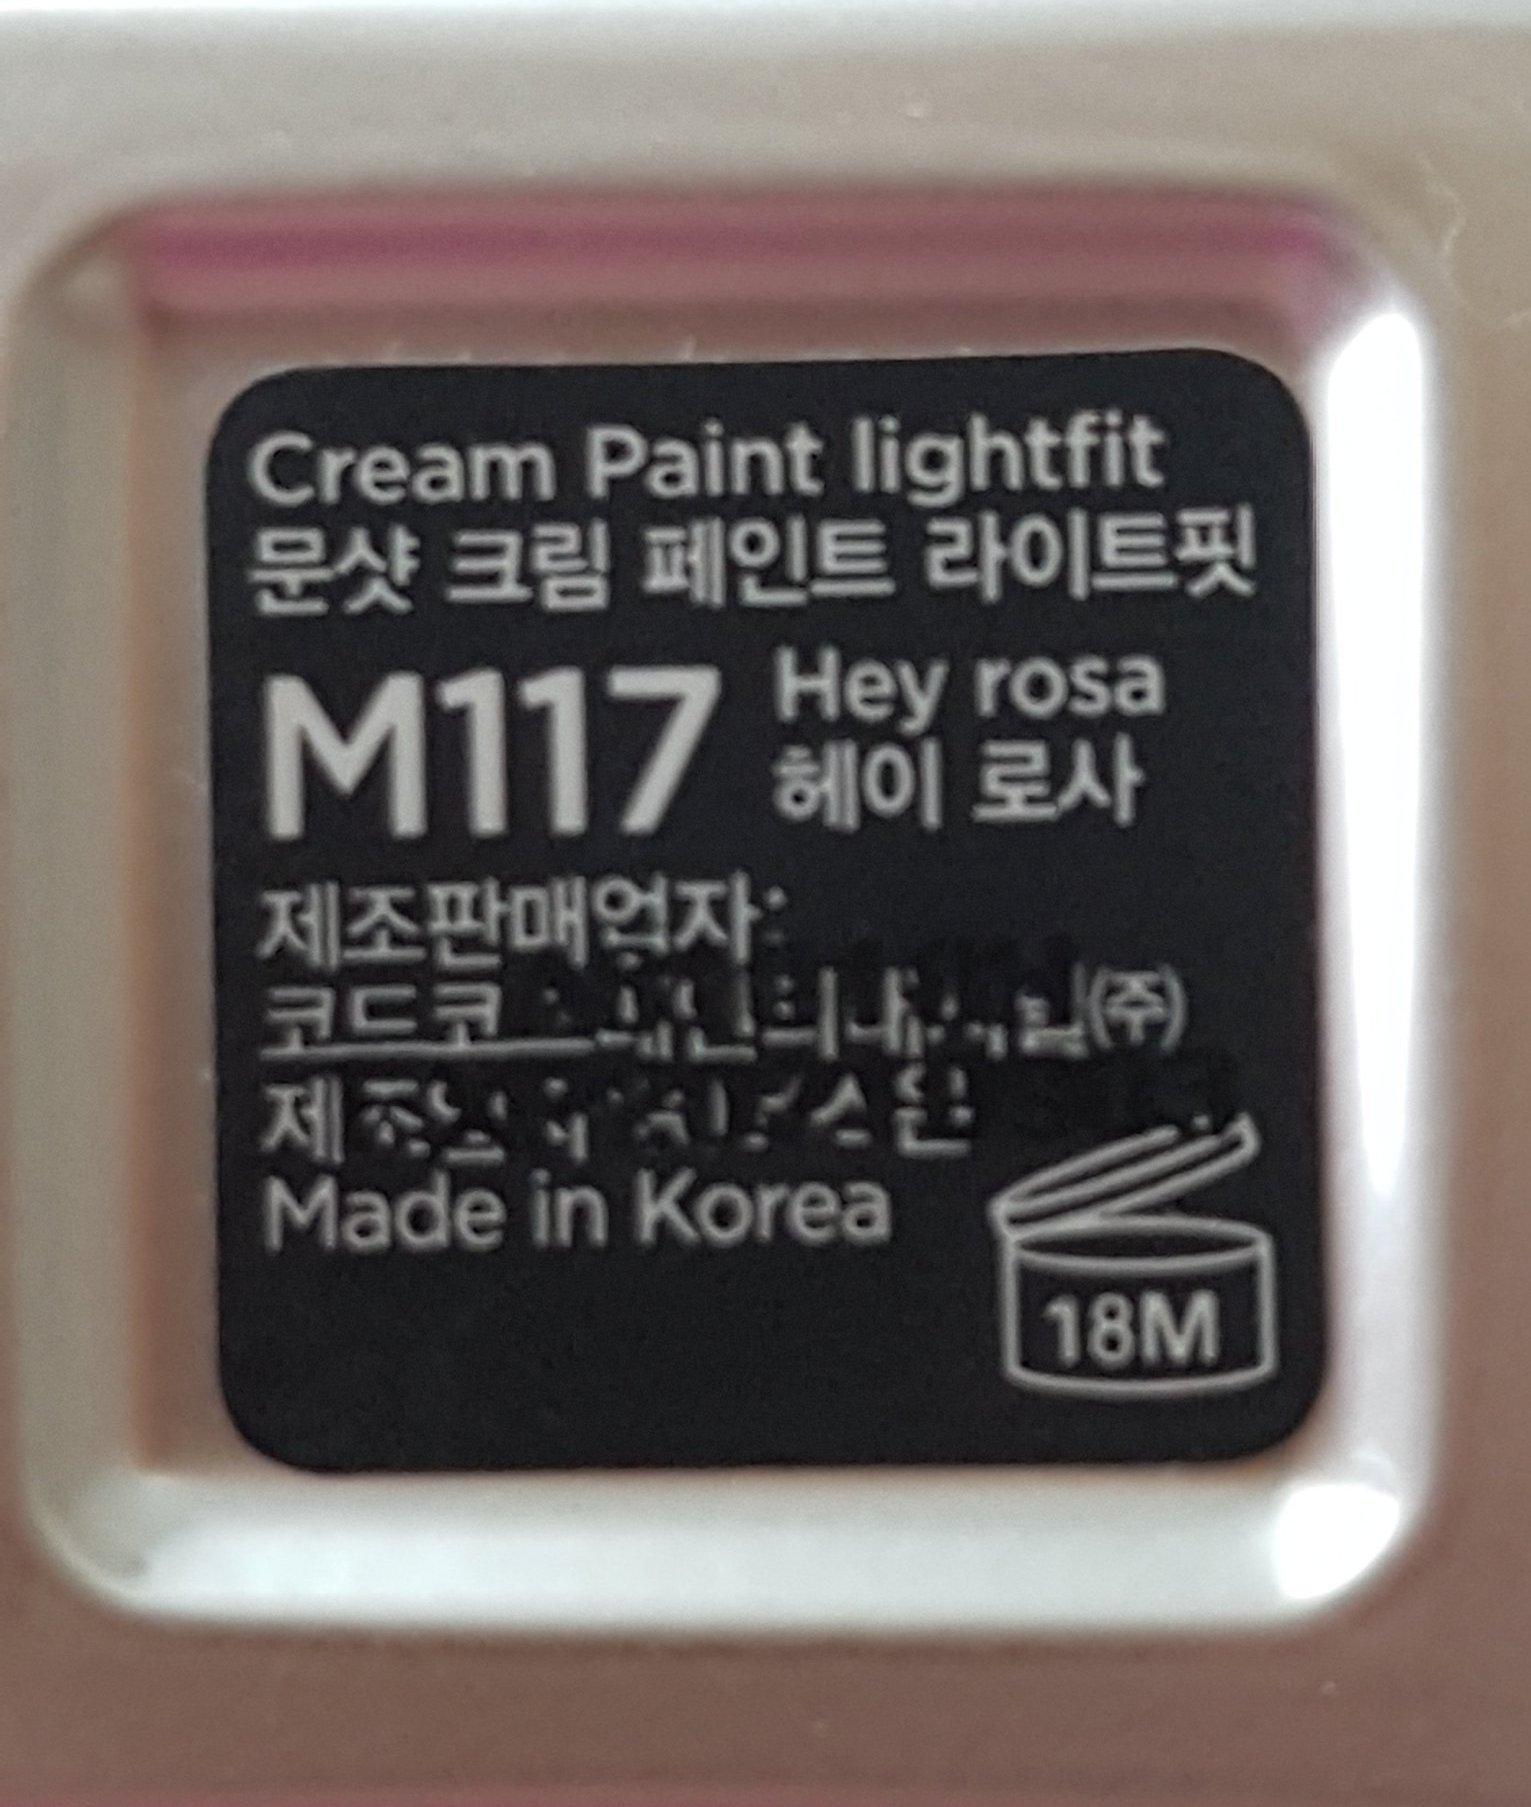 Cream Paint lightfit
문샷 크림 페인트 라이트핏
M117
Hey rosa
헤이 로사
제조판매업자:
(주)
Made in Korea
18M